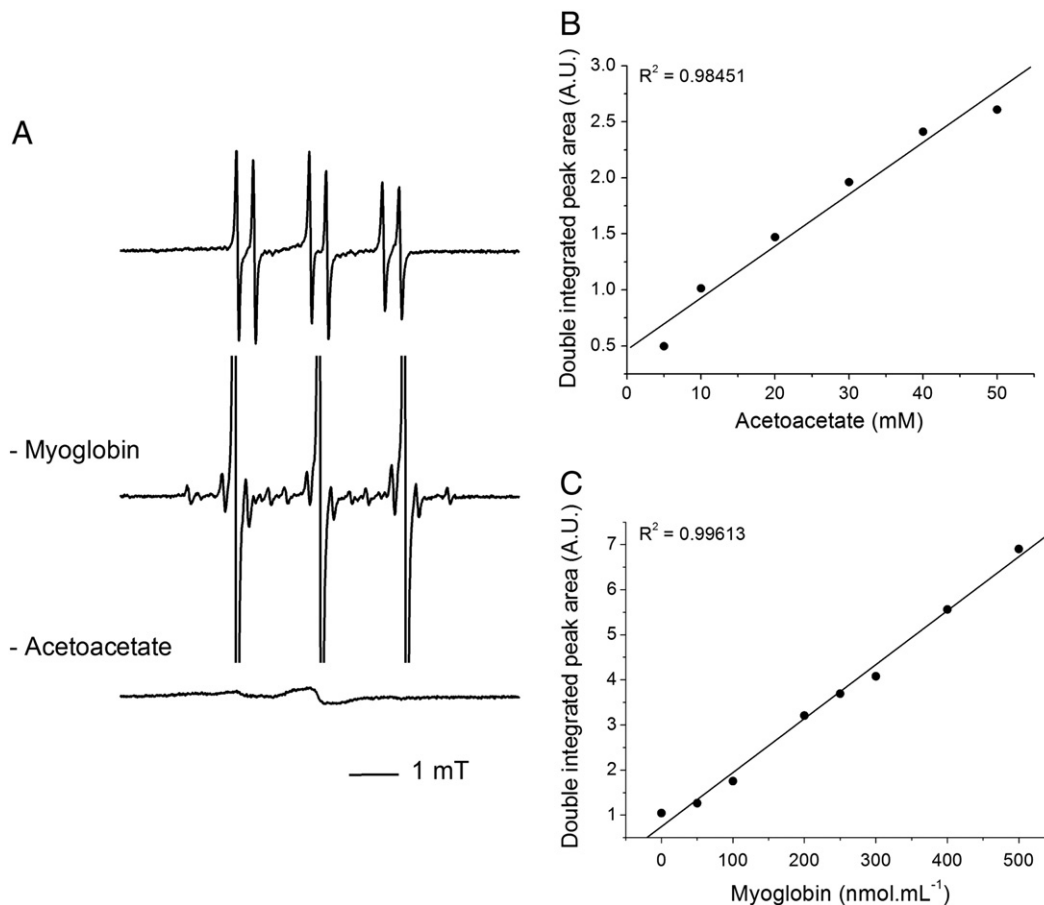 A
- Myoglobin
- Acetoacetate
1 mT
B
R² = 0.98451
Double integrated peak area (A.U.)
3.0
2.5
2.0
1.5
1.0
0.5
0 10 20 30 40 50
Acetoacetate (mM)
C
R² = 0.99613
Double integrated peak area (A.U.)
7
6
5
4
3
2
1
0 100 200 300 400 500
Myoglobin (nmol.mL⁻¹)